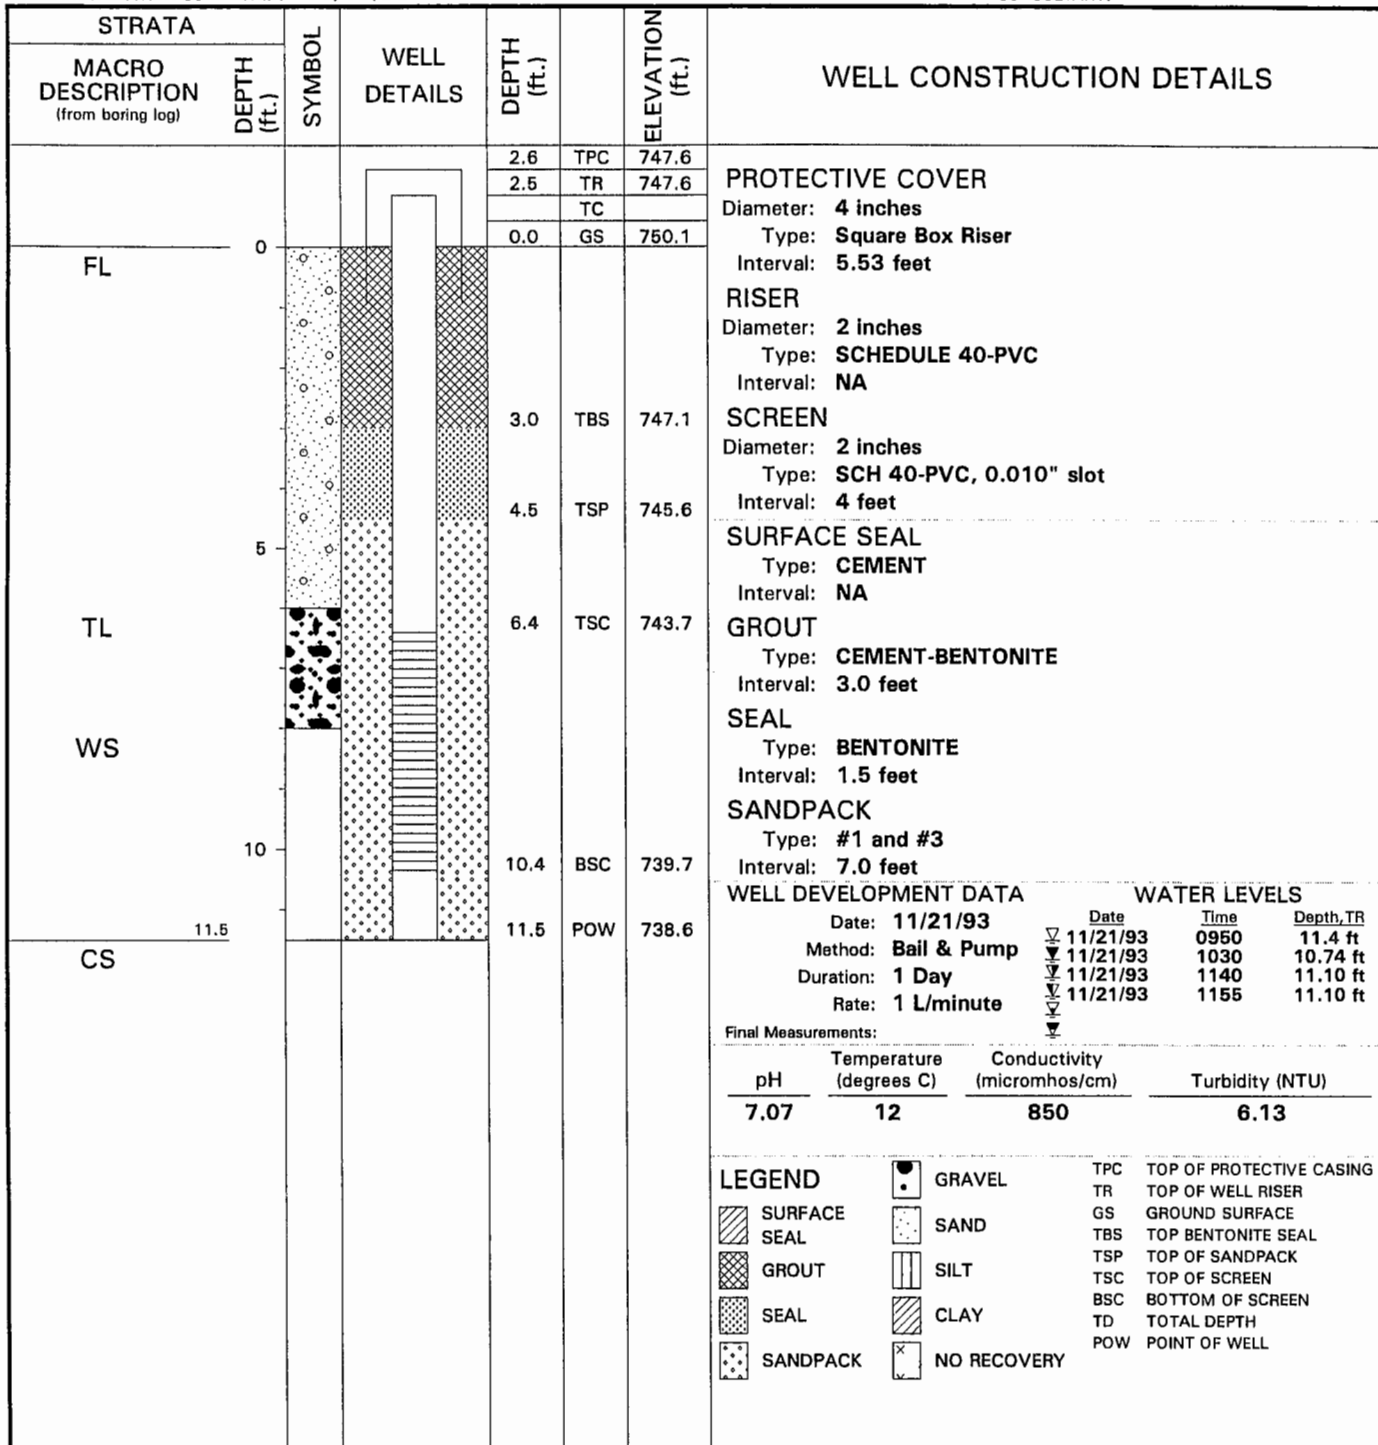 STRATA
MACRO
DESCRIPTION
(from boring log)
DEPTH
(ft.)
SYMBOL
WELL
DETAILS
DEPTH
(ft.)
ELEVATION
(ft.)
WELL CONSTRUCTION DETAILS
2.6 TPC 747.6
2.5 TR 747.6
TC
0.0 GS 750.1
0
FL
3.0 TBS 747.1
4.5 TSP 745.6
5
TL
6.4 TSC 743.7
WS
10
10.4 BSC 739.7
11.5
11.5 POW 738.6
CS
PROTECTIVE COVER
Diameter: 4 inches
Type: Square Box Riser
Interval: 5.53 feet
RISER
Diameter: 2 inches
Type: SCHEDULE 40-PVC
Interval: NA
SCREEN
Diameter: 2 inches
Type: SCH 40-PVC, 0.010" slot
Interval: 4 feet
SURFACE SEAL
Type: CEMENT
Interval: NA
GROUT
Type: CEMENT-BENTONITE
Interval: 3.0 feet
SEAL
Type: BENTONITE
Interval: 1.5 feet
SANDPACK
Type: #1 and #3
Interval: 7.0 feet
WELL DEVELOPMENT DATA
Date: 11/21/93
Method: Bail & Pump
Duration: 1 Day
Rate: 1 L/minute
Final Measurements:
WATER LEVELS
Date Time Depth,TR
11/21/93 0950 11.4 ft
11/21/93 1030 10.74 ft
11/21/93 1140 11.10 ft
11/21/93 1155 11.10 ft
pH
Temperature
(degrees C)
Conductivity
(micromhos/cm)
Turbidity (NTU)
7.07 12 850 6.13
LEGEND
SURFACE
SEAL
GROUT
SEAL
SANDPACK
GRAVEL
SAND
SILT
CLAY
NO RECOVERY
TPC TOP OF PROTECTIVE CASING
TR TOP OF WELL RISER
GS GROUND SURFACE
TBS TOP BENTONITE SEAL
TSP TOP OF SANDPACK
TSC TOP OF SCREEN
BSC BOTTOM OF SCREEN
TD TOTAL DEPTH
POW POINT OF WELL